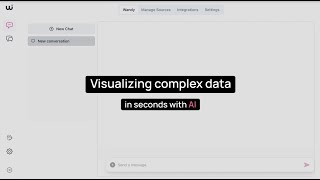 Wandy Manage Sources Integrations Settings
New Chat
New conversation
Visualizing complex data
in seconds with AI
Send a message...